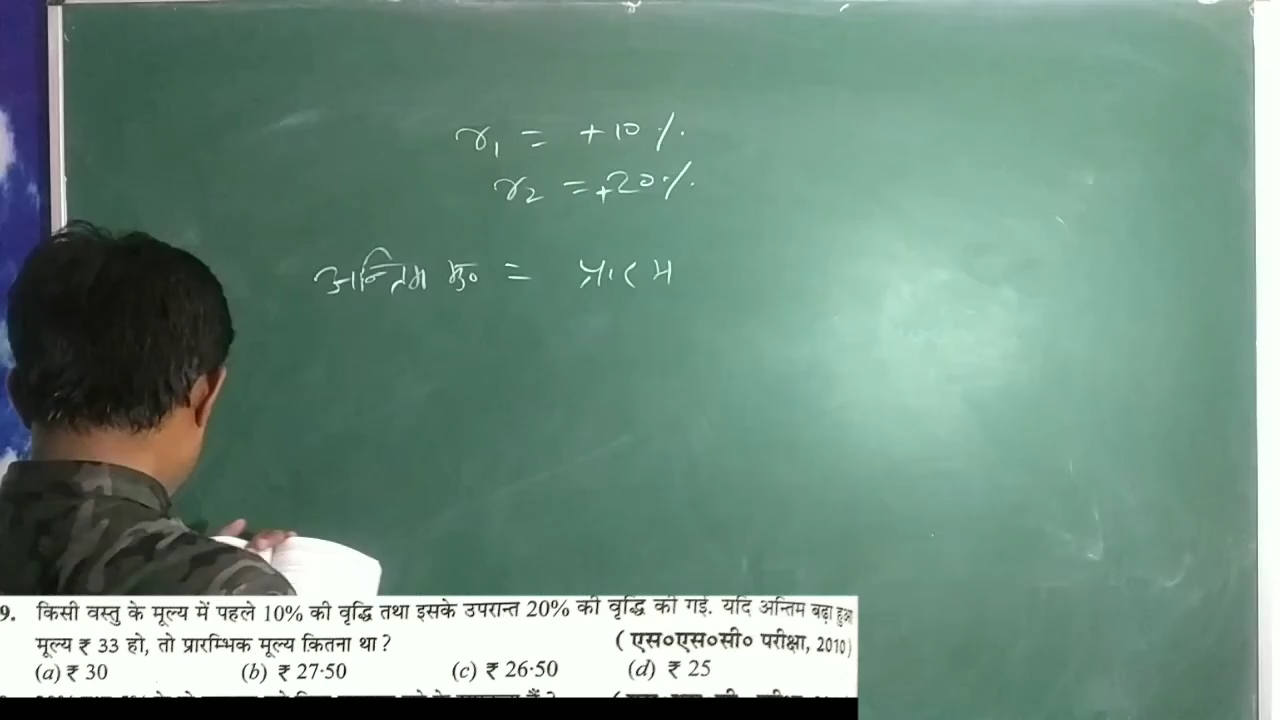 r₁ = +10%
r₂ = +20%
अन्तिम मू० = प्रारम
9. किसी वस्तु के मूल्य में पहले 10% की वृद्धि तथा इसके उपरान्त 20% की वृद्धि की गई. यदि अन्तिम बढ़ा हुआ
मूल्य ₹ 33 हो, तो प्रारम्भिक मूल्य कितना था ? (एस०एस०सी० परीक्षा, 2010)
(a) ₹ 30 (b) ₹ 27·50 (c) ₹ 26·50 (d) ₹ 25